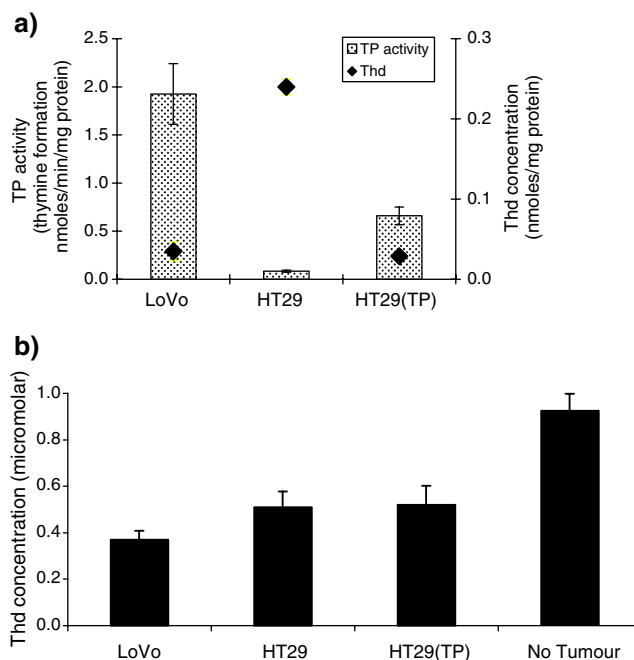 a)
2.5
2.0
1.5
1.0
0.5
0.0
TP activity
(thymine formation
nmoles/min/mg protein)
TP activity
Thd
0.3
0.2
0.1
0.0
Thd concentration
(nmoles/mg protein)
LoVo HT29 HT29(TP)
b)
1.0
0.8
0.6
0.4
0.2
0.0
Thd concentration (micromolar)
LoVo HT29 HT29(TP) No Tumour